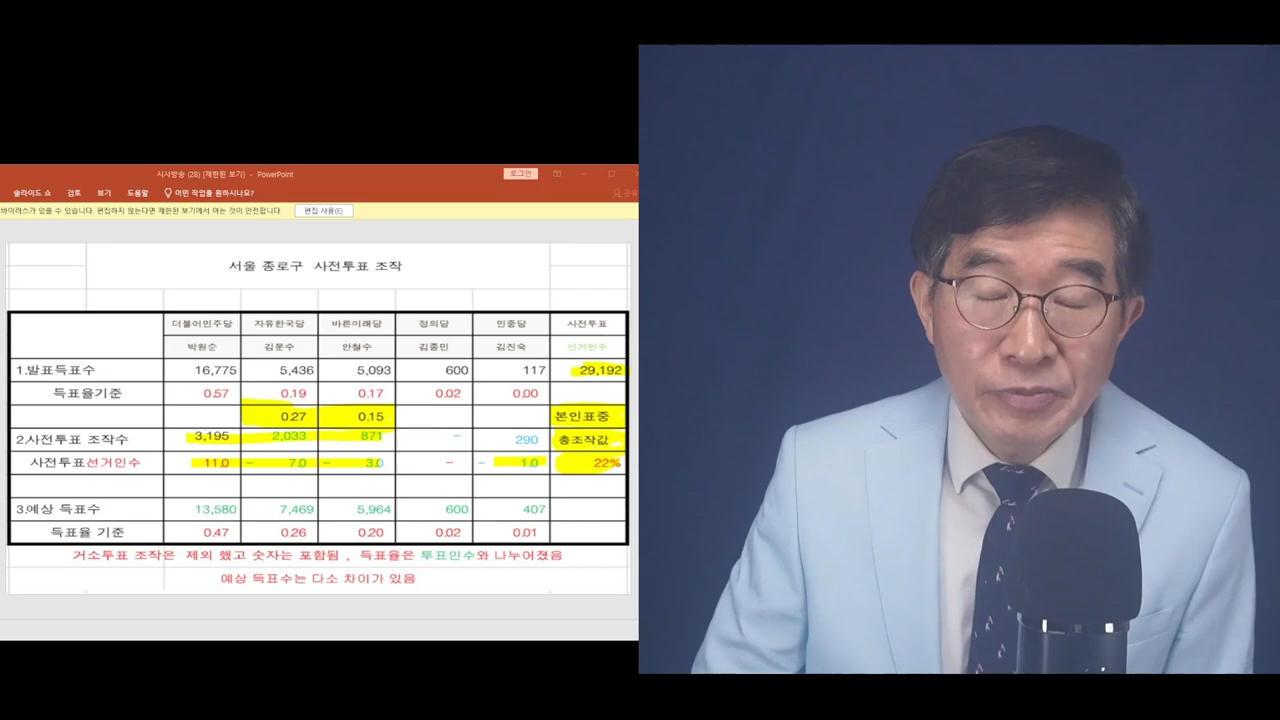 시사방송 (28) [제한된 보기] - PowerPoint 로그인
슬라이드 쇼 검토 보기 도움말 어떤 작업을 원하시나요? 공유
바이러스가 있을 수 있습니다. 편집하지 않는다면 제한된 보기에서 여는 것이 안전합니다. 편집 사용(E)
서울 종로구 사전투표 조작
더불어민주당 자유한국당 바른미래당 정의당 민중당 사전투표
박원순 김문수 안철수 김종민 김진숙 선거인수
1.발표득표수 16,775 5,436 5,093 600 117 29,192
득표율기준 0.57 0.19 0.17 0.02 0.00
0.27 0.15 본인표중
2.사전투표 조작수 3,195 2,033 871 - 290 총조작값
사전투표선거인수 11.0 - 7.0 - 3.0 - - 1.0 22%
3.예상 득표수 13,580 7,469 5,964 600 407
득표율 기준 0.47 0.26 0.20 0.02 0.01
거소투표 조작은 제외 했고 숫자는 포함됨 , 득표율은 투표인수와 나누어졌음
예상 득표수는 다소 차이가 있음